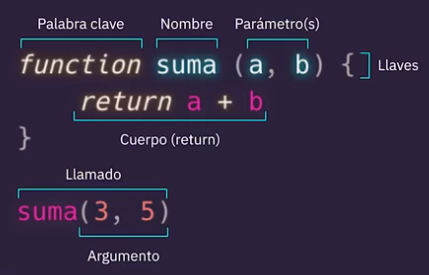 Palabra clave Nombre Parámetro(s)
function suma (a, b) { Llaves
return a + b
} Cuerpo (return)
Llamado
suma(3, 5)
Argumento